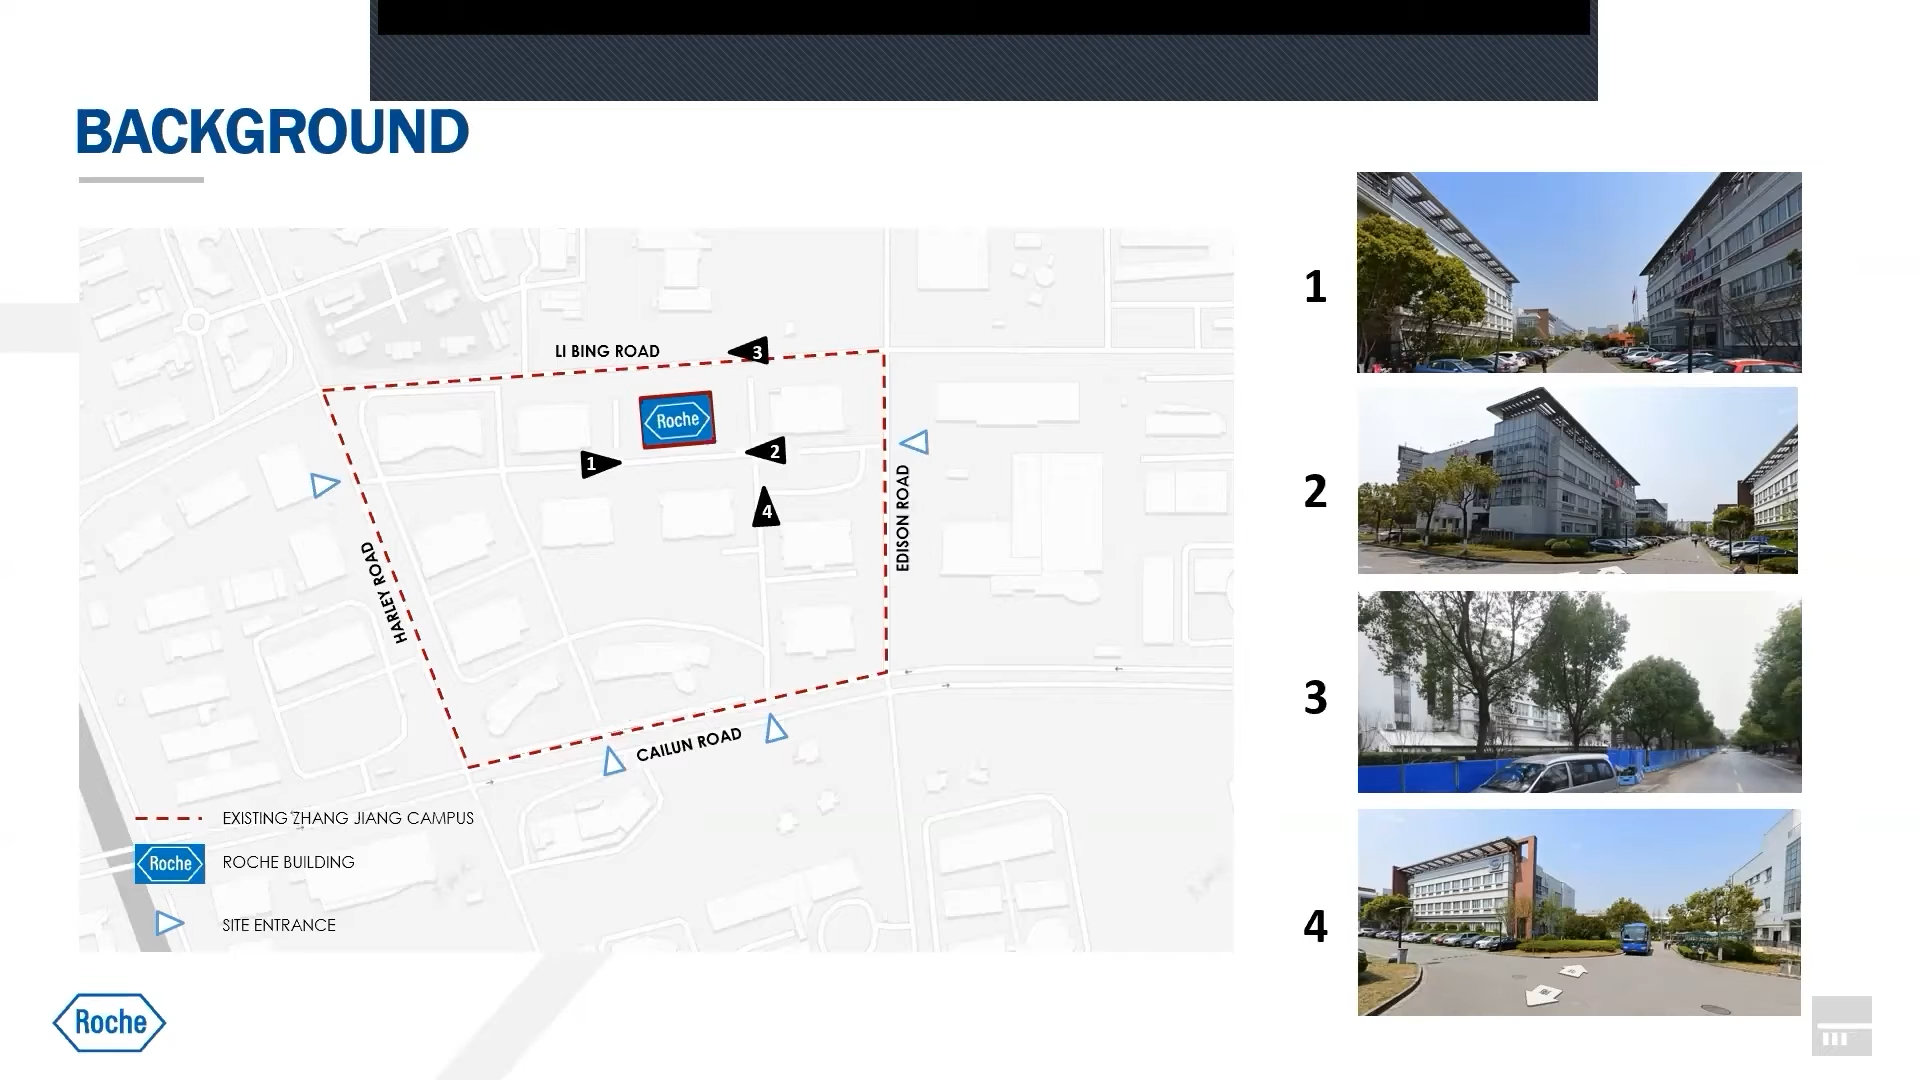 BACKGROUND
LI BING ROAD
3
Roche
1
2
4
EDISON ROAD
HARLEY ROAD
CAILUN ROAD
EXISTING ZHANG JIANG CAMPUS
Roche
ROCHE BUILDING
SITE ENTRANCE
1
2
3
4
Roche